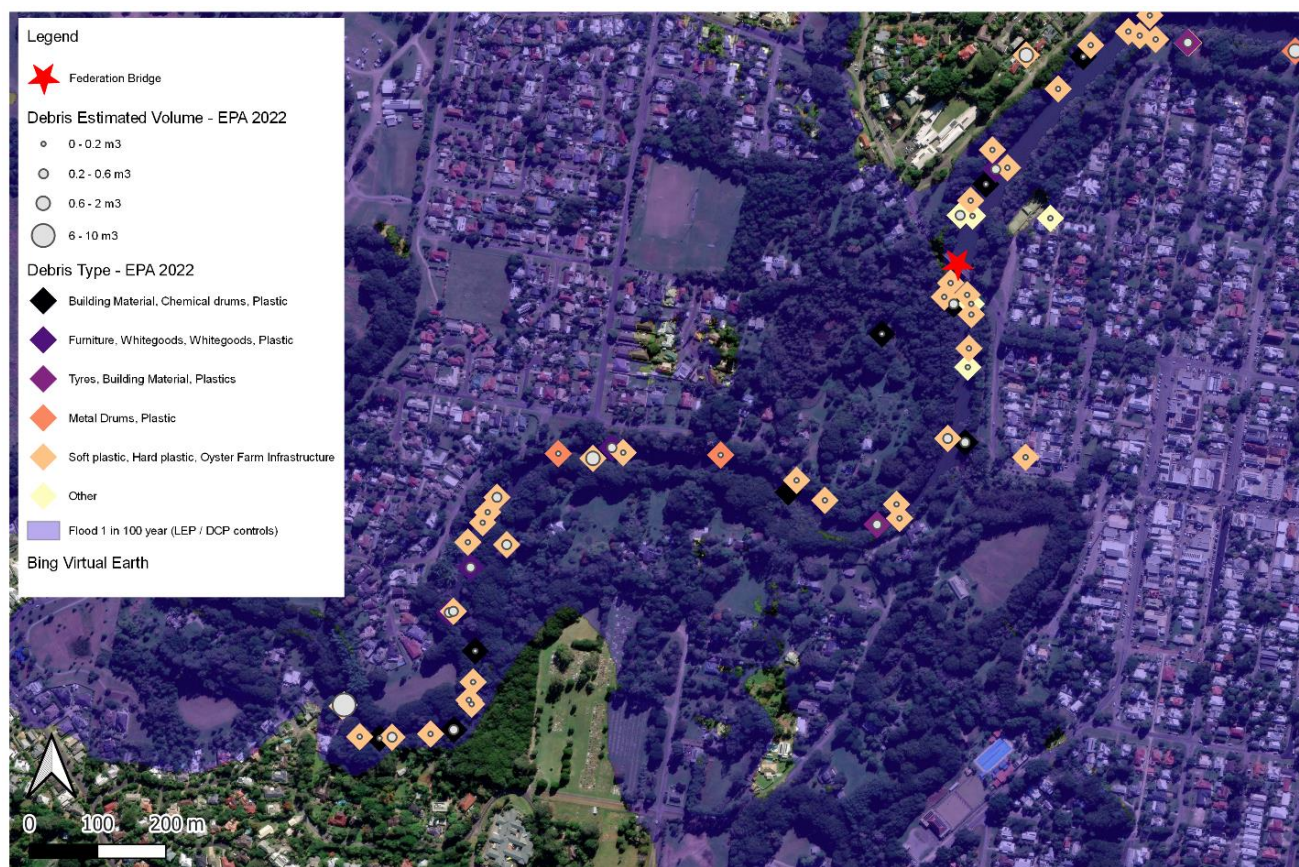 Legend
Federation Bridge
Debris Estimated Volume - EPA 2022
0 - 0.2 m3
0.2 - 0.6 m3
0.6 - 2 m3
6 - 10 m3
Debris Type - EPA 2022
Building Material, Chemical drums, Plastic
Furniture, Whitegoods, Whitegoods, Plastic
Tyres, Building Material, Plastics
Metal Drums, Plastic
Soft plastic, Hard plastic, Oyster Farm Infrastructure
Other
Flood 1 in 100 year (LEP / DCP controls)
Bing Virtual Earth
0 100 200 m